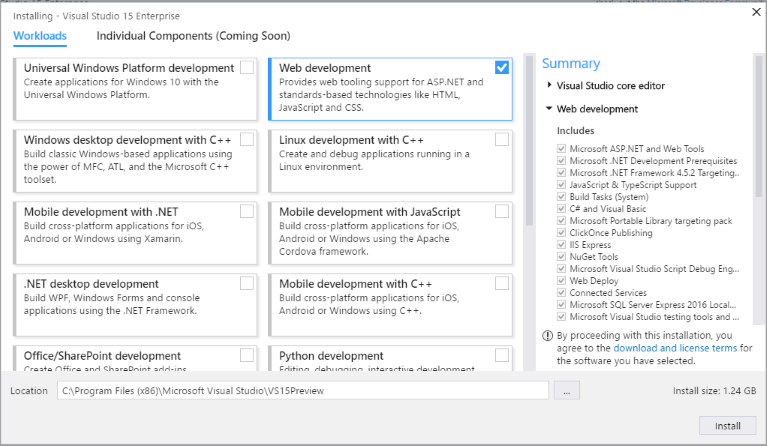 Installing - Visual Studio 15 Enterprise
Workloads
Individual Components (Coming Soon)
Universal Windows Platform development
Create applications for Windows 10 with the
Universal Windows Platform.
Web development
Provides web tooling support for ASP.NET and
standards-based technologies like HTML,
JavaScript and CSS.
Windows desktop development with C++
Build classic Windows-based applications using
the power of MFC, ATL, and the Microsoft C++
toolset.
Linux development with C++
Create and debug applications running in a
Linux environment.
Mobile development with .NET
Build cross-platform applications for iOS,
Android or Windows using Xamarin.
Mobile development with JavaScript
Build cross-platform applications for iOS,
Android or Windows using the Apache
Cordova framework.
.NET desktop development
Build WPF, Windows Forms and console
applications using the .NET Framework.
Mobile development with C++
Build cross-platform applications for iOS,
Android or Windows using C++.
Office/SharePoint development
Create Office and SharePoint add-ins,
Python development
Editing, debugging, interactive development
Summary
Visual Studio core editor
Web development
Includes
Microsoft ASP.NET and Web Tools
Microsoft .NET Development Prerequisites
Microsoft .NET Framework 4.5.2 Targeting...
JavaScript & TypeScript Support
Build Tasks (System)
C# and Visual Basic
Microsoft Portable Library targeting pack
ClickOnce Publishing
IIS Express
NuGet Tools
Microsoft Visual Studio Script Debug Eng...
Web Deploy
Connected Services
Microsoft SQL Server Express 2016 Local...
Microsoft Visual Studio testing tools and ...
By proceeding with this installation, you
agree to the download and license terms for
the software you have selected.
Location
C:\Program Files (x86)\Microsoft Visual Studio\VS15Preview
...
Install size: 1.24 GB
Install